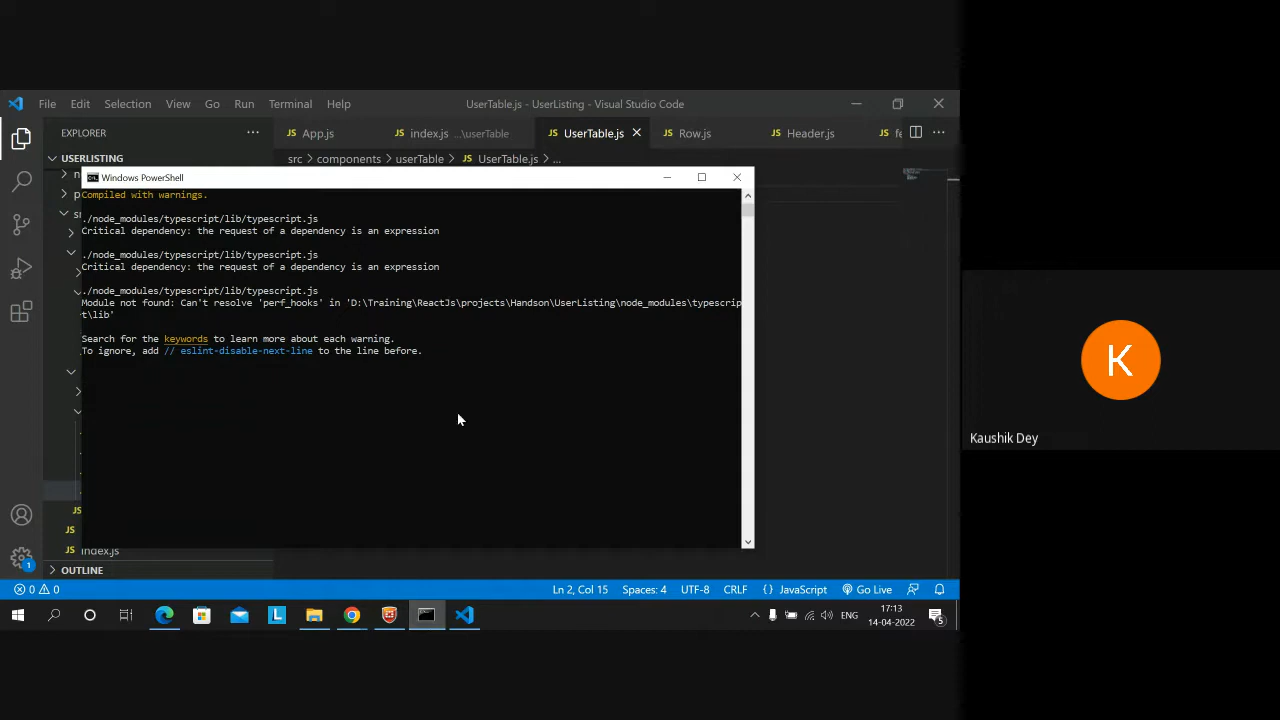 File Edit Selection View Go Run Terminal Help UserTable.js - UserListing - Visual Studio Code
EXPLORER
JS App.js JS index.js ...\userTable JS UserTable.js JS Row.js JS Header.js JS
USERLISTING
src > components > userTable > JS UserTable.js > ...
Windows PowerShell
Compiled with warnings.
./node_modules/typescript/lib/typescript.js
Critical dependency: the request of a dependency is an expression
./node_modules/typescript/lib/typescript.js
Critical dependency: the request of a dependency is an expression
./node_modules/typescript/lib/typescript.js
Module not found: Can't resolve 'perf_hooks' in 'D:\Training\ReactJs\projects\Handson\UserListing\node_modules\typescrip
t\lib'
Search for the keywords to learn more about each warning.
To ignore, add // eslint-disable-next-line to the line before.
JS
JS
index.js
OUTLINE
1
0 0 Ln 2, Col 15 Spaces: 4 UTF-8 CRLF {} JavaScript Go Live
L ENG 17:13
14-04-2022 5
K
Kaushik Dey